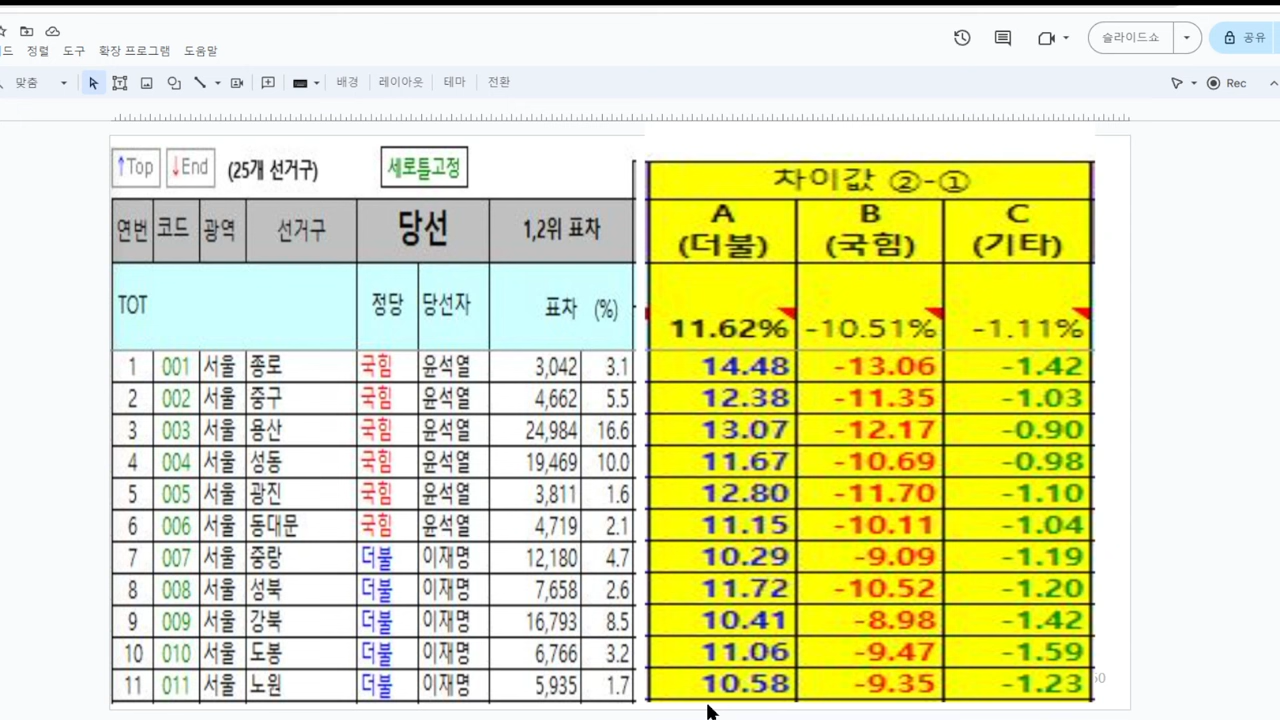 정렬 도구 확장 프로그램 도움말
슬라이드쇼 공유
맞춤 배경 레이아웃 테마 전환 Rec
↑Top ↓End (25개 선거구) 세로틀고정
차이값 ②-①
연번 코드 광역 선거구 당선 1,2위 표차 A (더불) B (국힘) C (기타)
TOT 정당 당선자 표차 (%) 11.62% -10.51% -1.11%
1 001 서울 종로 국힘 윤석열 3,042 3.1 14.48 -13.06 -1.42
2 002 서울 중구 국힘 윤석열 4,662 5.5 12.38 -11.35 -1.03
3 003 서울 용산 국힘 윤석열 24,984 16.6 13.07 -12.17 -0.90
4 004 서울 성동 국힘 윤석열 19,469 10.0 11.67 -10.69 -0.98
5 005 서울 광진 국힘 윤석열 3,811 1.6 12.80 -11.70 -1.10
6 006 서울 동대문 국힘 윤석열 4,719 2.1 11.15 -10.11 -1.04
7 007 서울 중랑 더불 이재명 12,180 4.7 10.29 -9.09 -1.19
8 008 서울 성북 더불 이재명 7,658 2.6 11.72 -10.52 -1.20
9 009 서울 강북 더불 이재명 16,793 8.5 10.41 -8.98 -1.42
10 010 서울 도봉 더불 이재명 6,766 3.2 11.06 -9.47 -1.59
11 011 서울 노원 더불 이재명 5,935 1.7 10.58 -9.35 -1.23